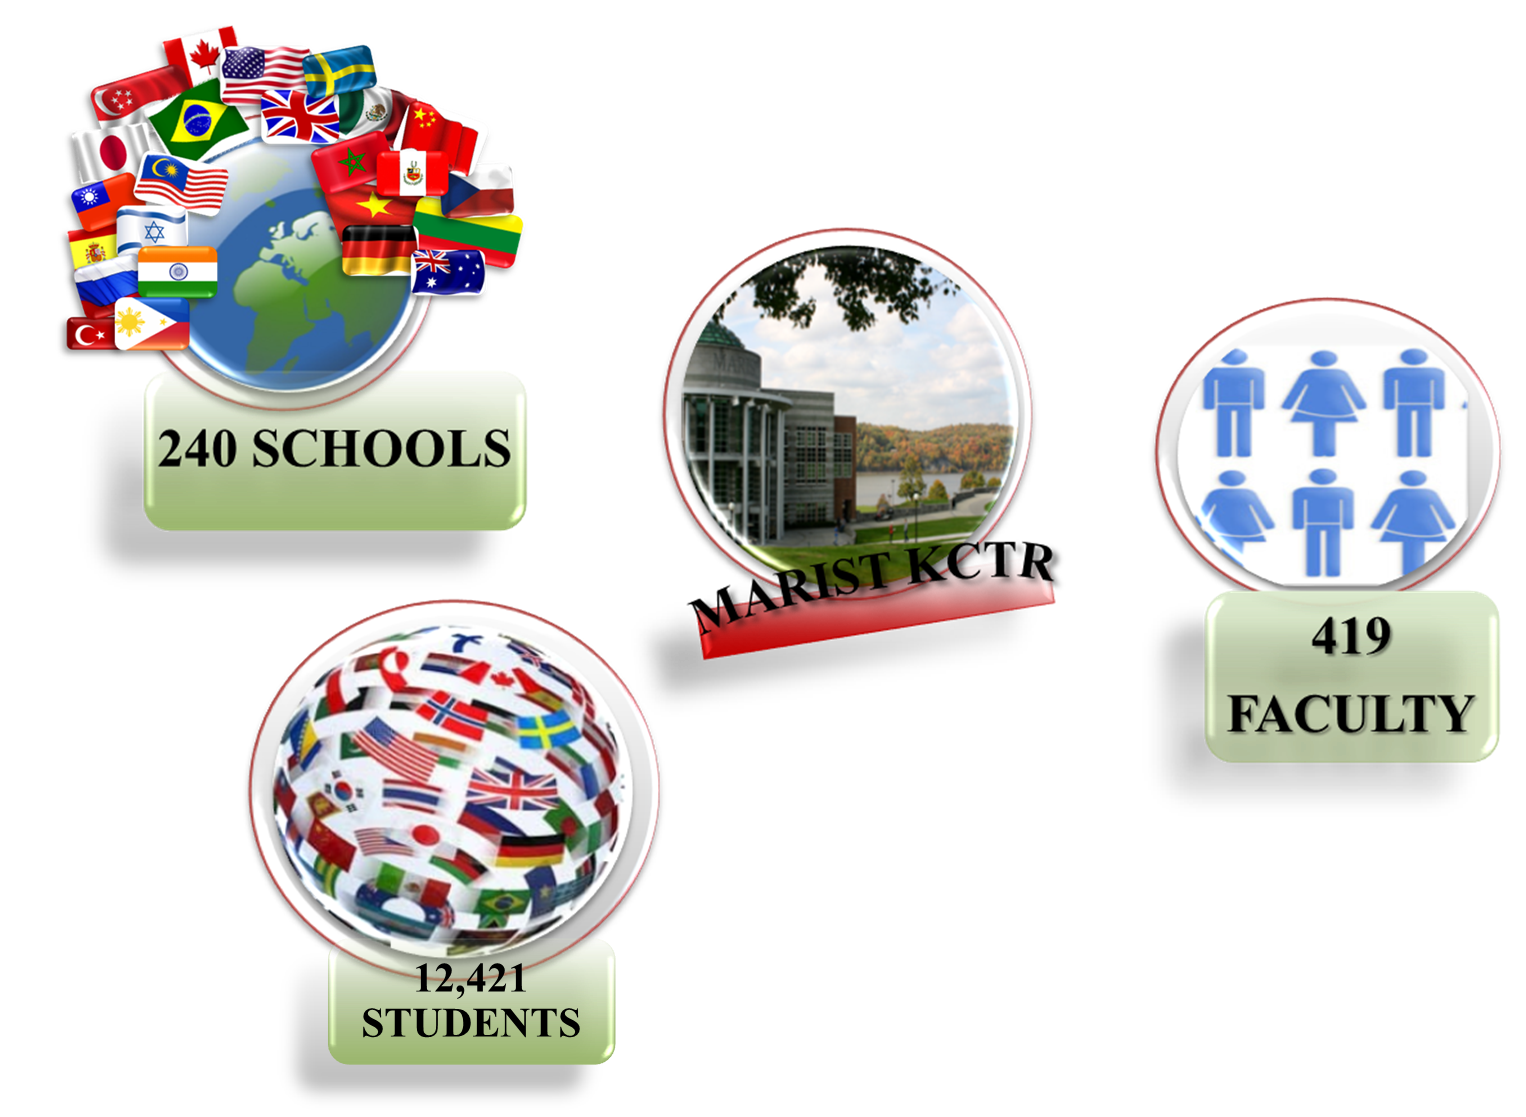 240 SCHOOLS
MARIST KCTR
419
FACULTY
12,421
STUDENTS